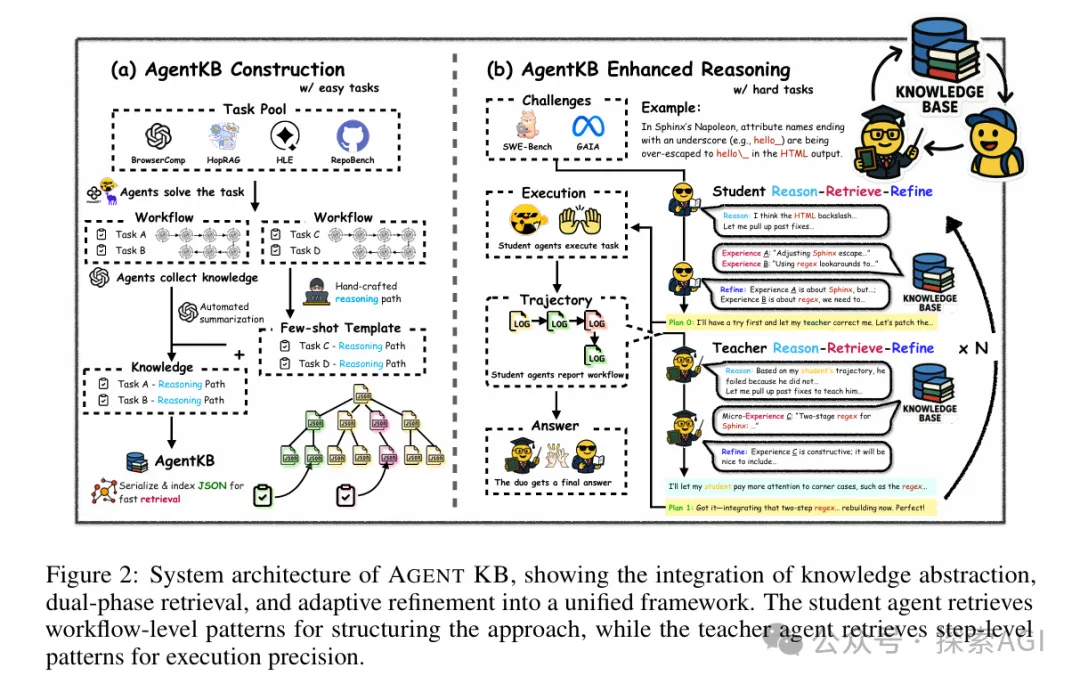 (a) AgentKB Construction
w/ easy tasks
Task Pool
BrowserComp
HopRAG
HLE
RepoBench
Agents solve the task
Workflow
Task A
Task B
Workflow
Task C
Task D
Agents collect knowledge
Automated
summarization
Hand-crafted
reasoning path
Few-shot Template
Task C - Reasoning Path
Task D - Reasoning Path
+
Knowledge
Task A - Reasoning Path
Task B - Reasoning Path
AgentKB
Serialize & index JSON for
fast retrieval
JSON
JSON
JSON
JSON
JSON
JSON
JSON
JSON
JSON
JSON
(b) AgentKB Enhanced Reasoning
w/ hard tasks
Challenges
SWE-Bench
GAIA
Example:
In Sphinx's Napoleon, attribute names ending
with an underscore (e.g., hello_) are being
over-escaped to hello\_ in the HTML output.
KNOWLEDGE
BASE
Execution
Student agents execute task
Trajectory
LOG
LOG
LOG
LOG
Student agents report workflow
Answer
The duo gets a final answer
Student Reason-Retrieve-Refine
Reason: I think the HTML backslash…
Let me pull up past fixes…
Experience A: "Adjusting Sphinx escape…"
Experience B: "Using regex lookarounds to…"
KNOWLEDGE
BASE
Refine: Experience A is about Sphinx, but…;
Experience B is about regex, we need to…
Plan 0: I'll have a try first and let my teacher correct me. Let's patch the…
Teacher Reason-Retrieve-Refine
x N
Reason: Based on my student's trajectory, he
failed because he did not…
Let me pull up past fixes to teach him…
Micro-Experience C: "Two-stage regex for
Sphinx: …"
KNOWLEDGE
BASE
Refine: Experience C is constructive; it will be
nice to include…
I'll let my student pay more attention to corner cases, such as the regex…
Plan 1: Got it—integrating that two-step regex… rebuilding now. Perfect!
Figure 2: System architecture of AGENT KB, showing the integration of knowledge abstraction,
dual-phase retrieval, and adaptive refinement into a unified framework. The student agent retrieves
workflow-level patterns for structuring the approach, while the teacher agent retrieves step-level
patterns for execution precision.
公众号 · 探索AGI